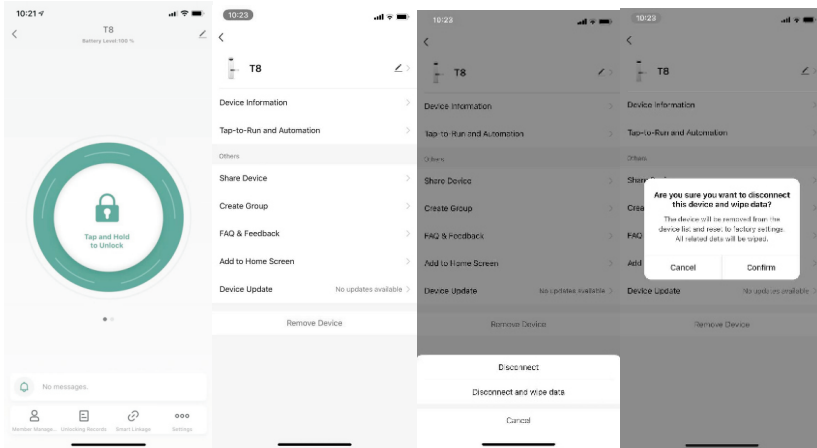 10:21
T8
Battery Level:100 %
Tap and Hold
to Unlock
No messages.
Member Manage...
Unlocking Records
Smart Linkage
Settings
10:23
T8
Device Information
Tap-to-Run and Automation
Others
Share Device
Create Group
FAQ & Feedback
Add to Home Screen
Device Update
No updates available
Remove Device
10:23
T8
Device Information
Tap-to-Run and Automation
Others
Share Device
Create Group
FAQ & Feedback
Add to Home Screen
Device Update
No updates available
Remove Device
Disconnect
Disconnect and wipe data
Cancel
10:23
T8
Device Information
Tap-to-Run and Automation
Others
Crea
FAQ
Add
Are you sure you want to disconnect
this device and wipe data?
The device will be removed from the
device list and reset to factory settings.
All related data will be wiped.
Cancel
Confirm
Device Update
No updates available
Remove Device